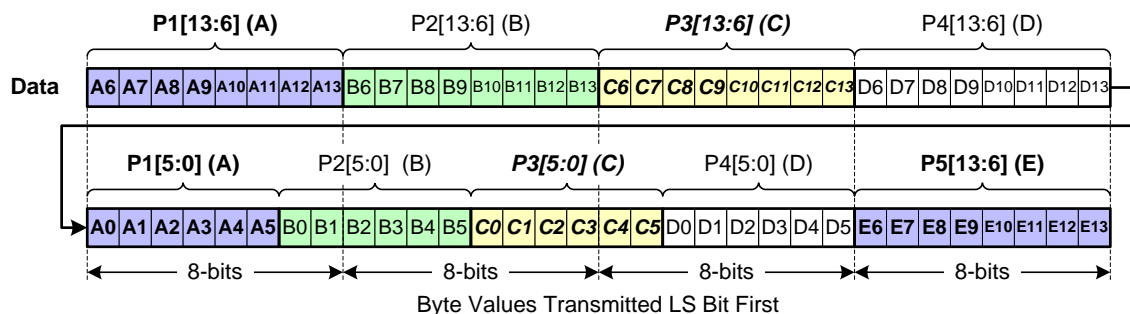 P1[13:6] (A) P2[13:6] (B) P3[13:6] (C) P4[13:6] (D)
Data A6 A7 A8 A9 A10 A11 A12 A13 B6 B7 B8 B9 B10 B11 B12 B13 C6 C7 C8 C9 C10 C11 C12 C13 D6 D7 D8 D9 D10 D11 D12 D13
P1[5:0] (A) P2[5:0] (B) P3[5:0] (C) P4[5:0] (D) P5[13:6] (E)
A0 A1 A2 A3 A4 A5 B0 B1 B2 B3 B4 B5 C0 C1 C2 C3 C4 C5 D0 D1 D2 D3 D4 D5 E6 E7 E8 E9 E10 E11 E12 E13
8-bits 8-bits 8-bits 8-bits
Byte Values Transmitted LS Bit First